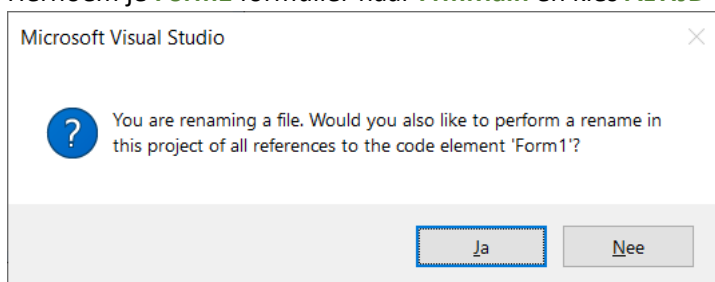 Microsoft Visual Studio
You are renaming a file. Would you also like to perform a rename in
this project of all references to the code element 'Form1'?
Ja
Nee